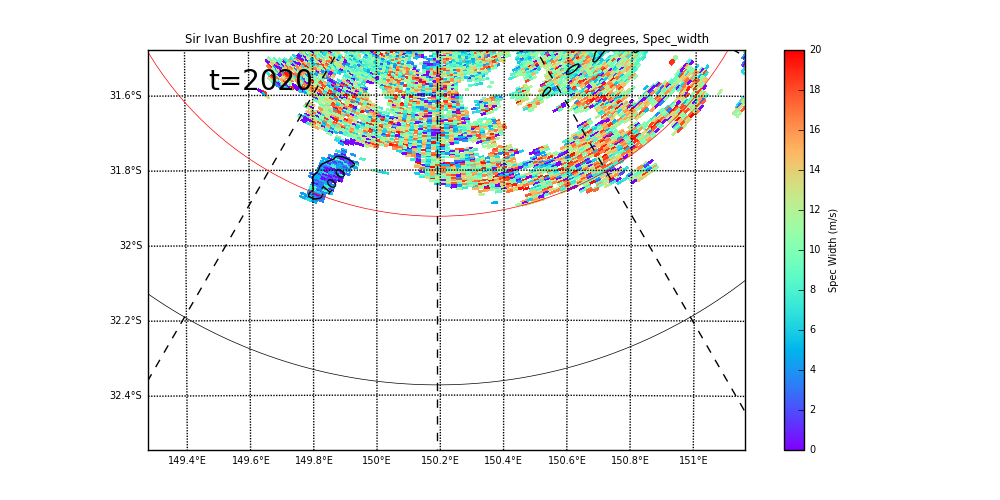 Sir Ivan Bushfire at 20:20 Local Time on 2017 02 12 at elevation 0.9 degrees, Spec_width
t=2020
31.6°S
31.8°S
32°S
32.2°S
32.4°S
149.4°E 149.6°E 149.8°E 150°E 150.2°E 150.4°E 150.6°E 150.8°E 151°E
10.0
20
18
16
14
12
10
8
6
4
2
0
Spec Width (m/s)